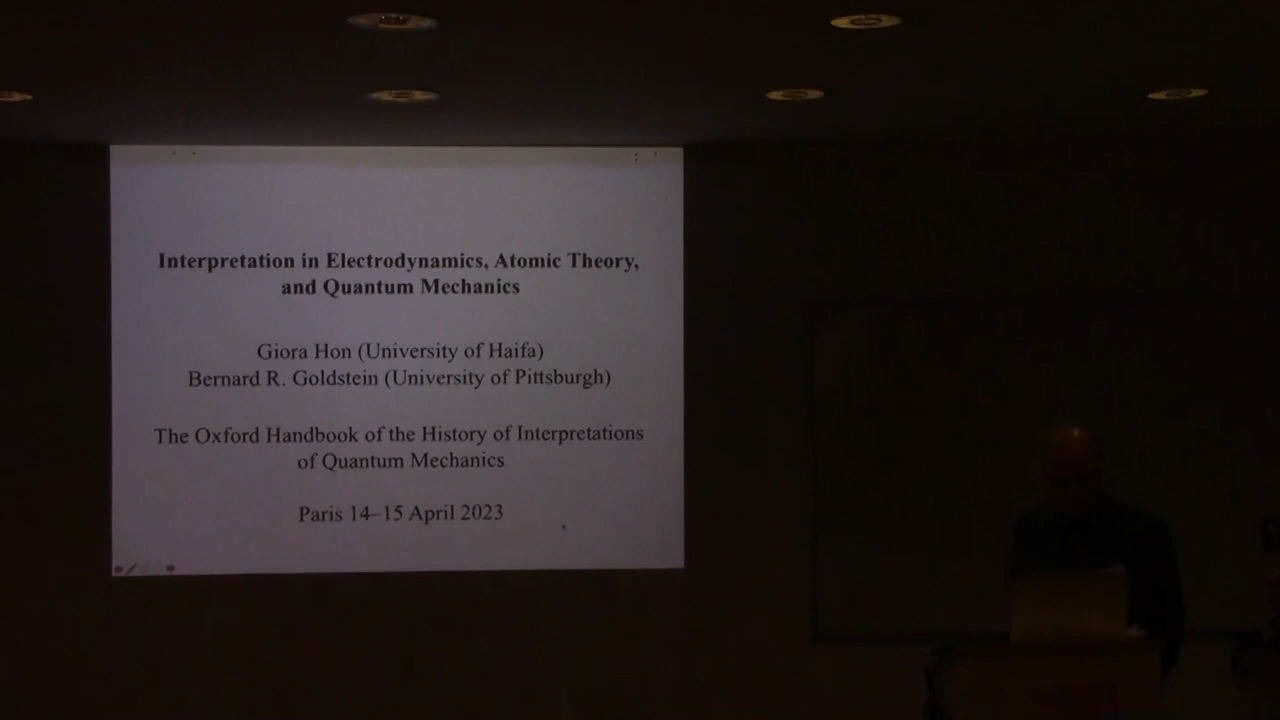 Interpretation in Electrodynamics, Atomic Theory,
and Quantum Mechanics
Giora Hon (University of Haifa)
Bernard R. Goldstein (University of Pittsburgh)
The Oxford Handbook of the History of Interpretations
of Quantum Mechanics
Paris 14–15 April 2023